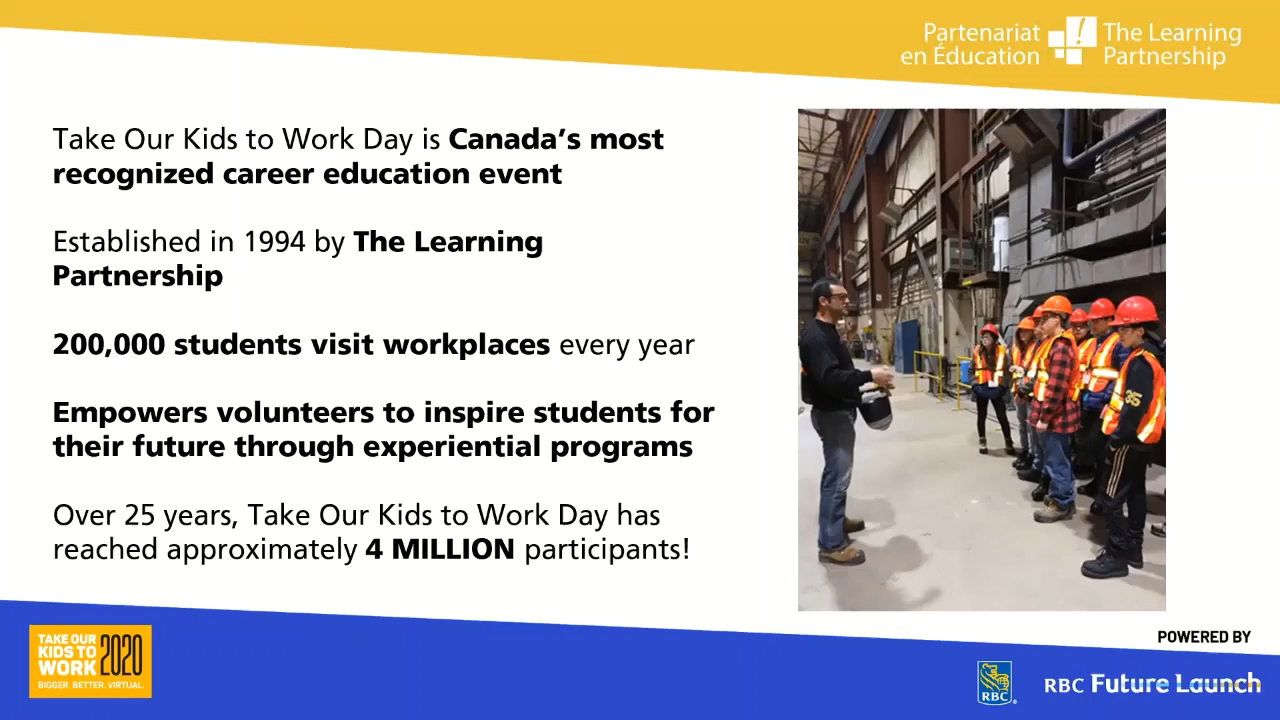 Partenariat
en Éducation
The Learning
Partnership
Take Our Kids to Work Day is Canada’s most
recognized career education event
Established in 1994 by The Learning
Partnership
200,000 students visit workplaces every year
Empowers volunteers to inspire students for
their future through experiential programs
Over 25 years, Take Our Kids to Work Day has
reached approximately 4 MILLION participants!
35
TAKE OUR
KIDS TO
WORK 2020
BIGGER. BETTER. VIRTUAL.
POWERED BY
RBC
®
RBC Future Launch